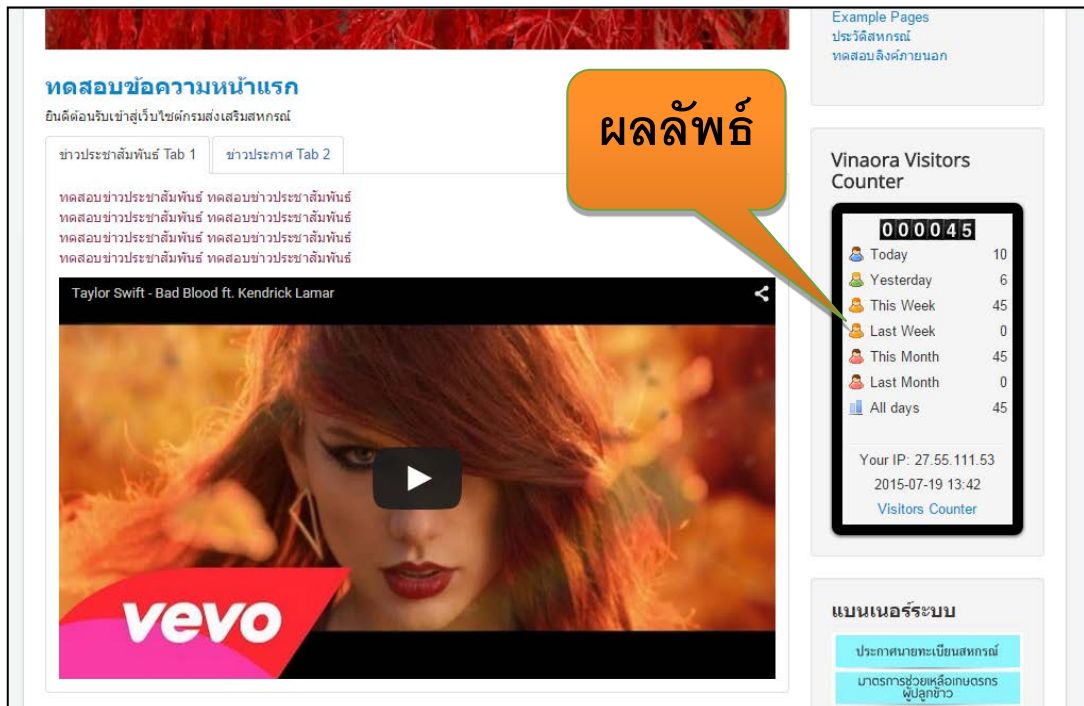 Example Pages
ประวัติสหกรณ์
ทดสอบลิงค์ภายนอก
ทดสอบข้อความหน้าแรก
ยินดีต้อนรับเข้าสู่เว็บไซต์กรมส่งเสริมสหกรณ์
ผลลัพธ์
ข่าวประชาสัมพันธ์ Tab 1
ข่าวประกาศ Tab 2
ทดสอบข่าวประชาสัมพันธ์ ทดสอบข่าวประชาสัมพันธ์
ทดสอบข่าวประชาสัมพันธ์ ทดสอบข่าวประชาสัมพันธ์
ทดสอบข่าวประชาสัมพันธ์ ทดสอบข่าวประชาสัมพันธ์
ทดสอบข่าวประชาสัมพันธ์ ทดสอบข่าวประชาสัมพันธ์
Taylor Swift - Bad Blood ft. Kendrick Lamar
vevo
Vinaora Visitors
Counter
000045
Today 10
Yesterday 6
This Week 45
Last Week 0
This Month 45
Last Month 0
All days 45
Your IP: 27.55.111.53
2015-07-19 13:42
Visitors Counter
แบนเนอร์ระบบ
ประกาศนายทะเบียนสหกรณ์
มาตรการช่วยเหลือเกษตรกร
ผู้ปลูกข้าว